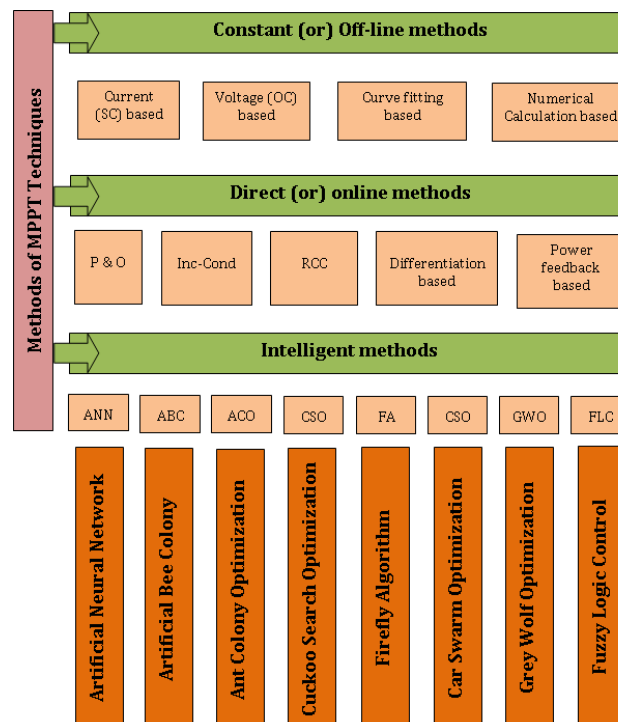 Methods of MPPT Techniques
Constant (or) Off-line methods
Current
(SC) based
Voltage (OC)
based
Curve fitting
based
Numerical
Calculation based
Direct (or) online methods
P & O
Inc-Cond
RCC
Differentiation
based
Power
feedback
based
Intelligent methods
ANN
ABC
ACO
CSO
FA
CSO
GWO
FLC
Artificial Neural Network
Artificial Bee Colony
Ant Colony Optimization
Cuckoo Search Optimization
Firefly Algorithm
Car Swarm Optimization
Grey Wolf Optimization
Fuzzy Logic Control